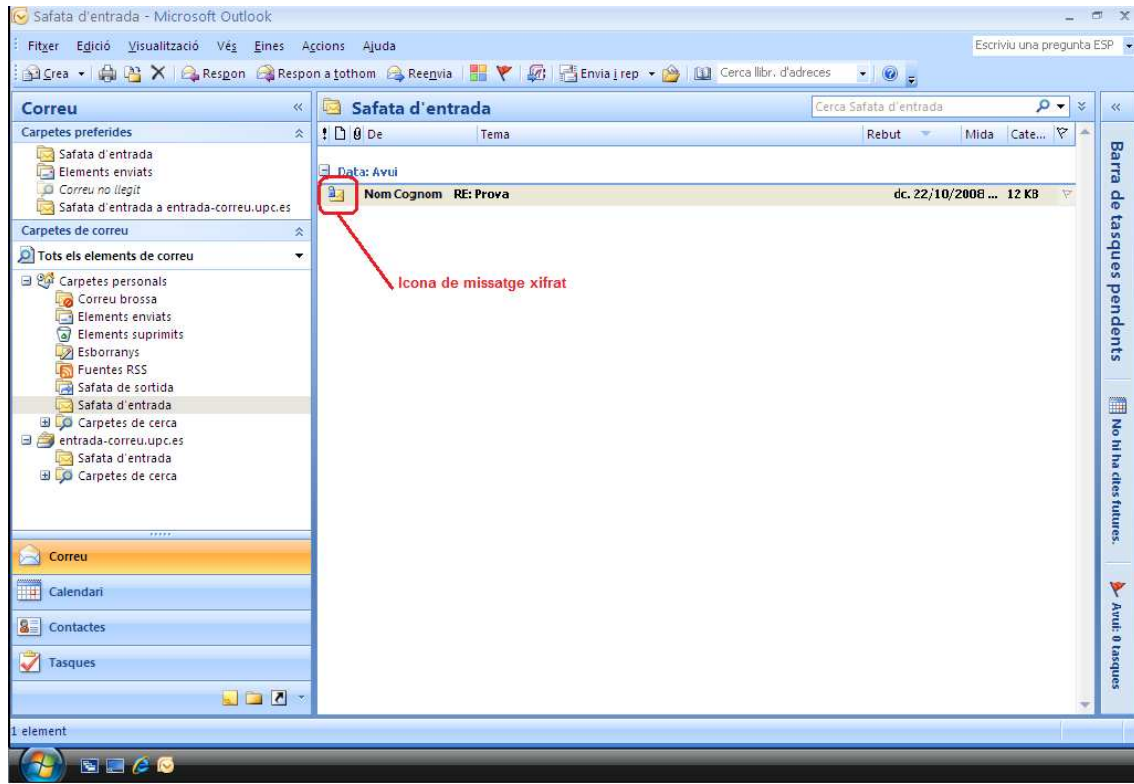 Safata d'entrada - Microsoft Outlook
Fitxer Edició Visualització Vés Eines Accions Ajuda
Escriviu una pregunta ESP
Crea Respon Respon a tothom Reenvia Envia i rep Cerca llibr. d'adreces
Correu
Carpetes preferides
Safata d'entrada
Elements enviats
Correu no llegit
Safata d'entrada a entrada-correu.upc.es
Carpetes de correu
Tots els elements de correu
Carpetes personals
Correu brossa
Elements enviats
Elements suprimits
Esborranys
Fuentes RSS
Safata de sortida
Safata d'entrada
Carpetes de cerca
entrada-correu.upc.es
Safata d'entrada
Carpetes de cerca
Correu
Calendari
Contactes
Tasques
Safata d'entrada
Cerca Safata d'entrada
De Tema Rebut Mida Cate...
Data: Avui
Nom Cognom RE: Prova dc. 22/10/2008 ... 12 KB
Icona de missatge xifrat
Barra de tasques pendents
No hi ha cites futures.
Avui: 0 tasques
1 element